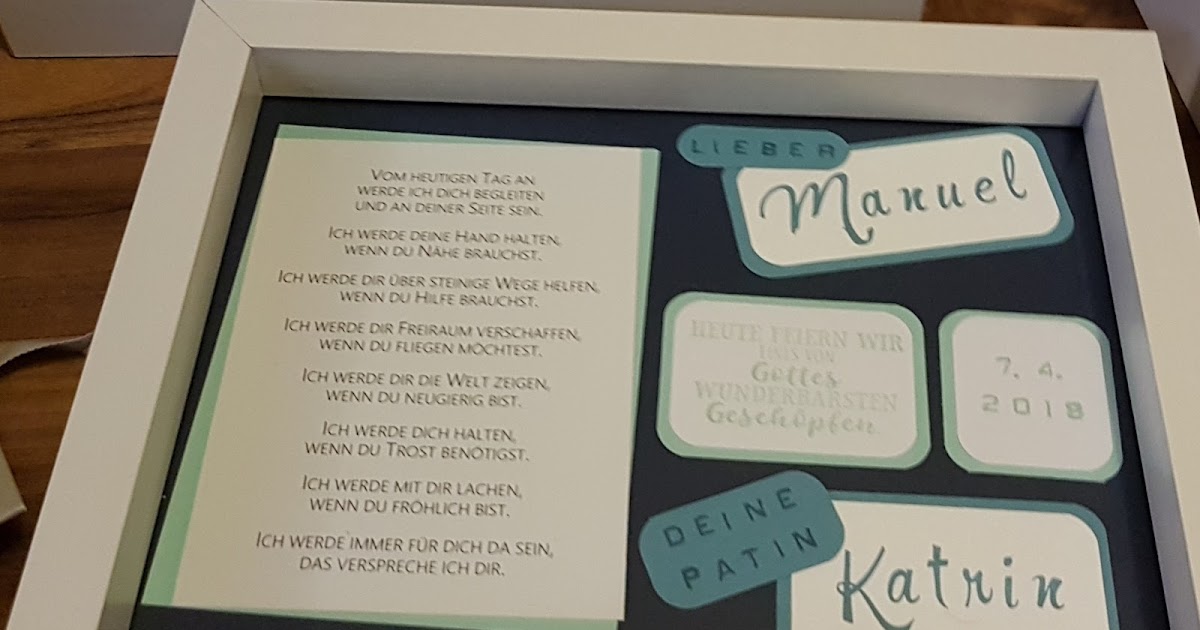 Vom heutigen Tag an
werde ich dich begleiten
und an deiner Seite sein.
Ich werde deine Hand halten,
wenn du Nähe brauchst.
Ich werde dir über steinige Wege helfen,
wenn du Hilfe brauchst.
Ich werde dir Freiraum verschaffen,
wenn du fliegen möchtest.
Ich werde dir die Welt zeigen,
wenn du neugierig bist.
Ich werde dich halten,
wenn du Trost benötigst.
Ich werde mit dir lachen,
wenn du fröhlich bist.
Ich werde immer für dich da sein,
das verspreche ich dir.
LIEBER
Manuel
HEUTE FEIERN WIR
EINES VON
Gottes
WUNDERBARSTEN
Geschöpfen
7. 4.
2018
DEINE
PATIN
Katrin